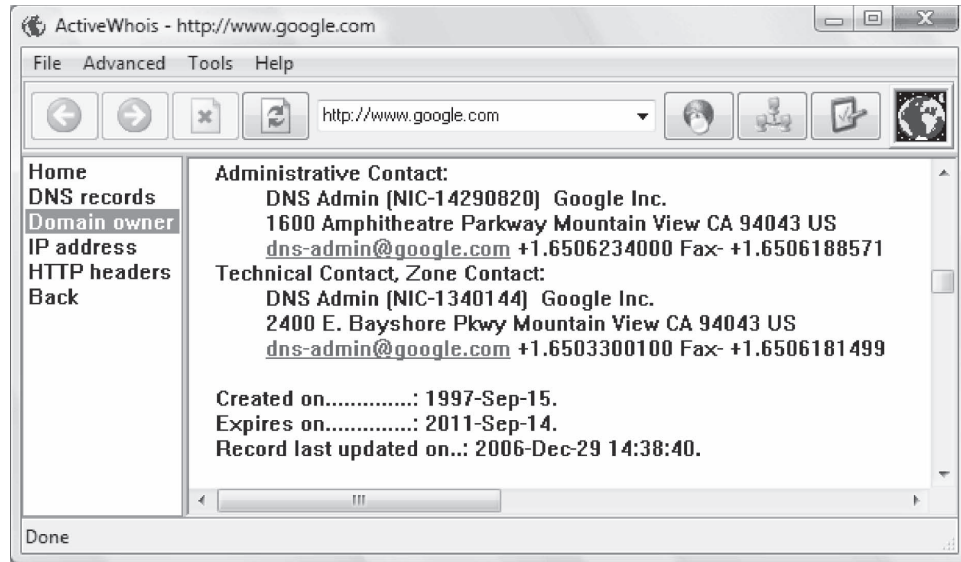 ActiveWhois - http://www.google.com
File Advanced Tools Help
http://www.google.com
Home
DNS records
Domain owner
IP address
HTTP headers
Back
Administrative Contact:
DNS Admin (NIC-14290820) Google Inc.
1600 Amphitheatre Parkway Mountain View CA 94043 US
dns-admin@google.com +1.6506234000 Fax- +1.6506188571
Technical Contact, Zone Contact:
DNS Admin (NIC-1340144) Google Inc.
2400 E. Bayshore Pkwy Mountain View CA 94043 US
dns-admin@google.com +1.6503300100 Fax- +1.6506181499
Created on..............: 1997-Sep-15.
Expires on..............: 2011-Sep-14.
Record last updated on..: 2006-Dec-29 14:38:40.
Done